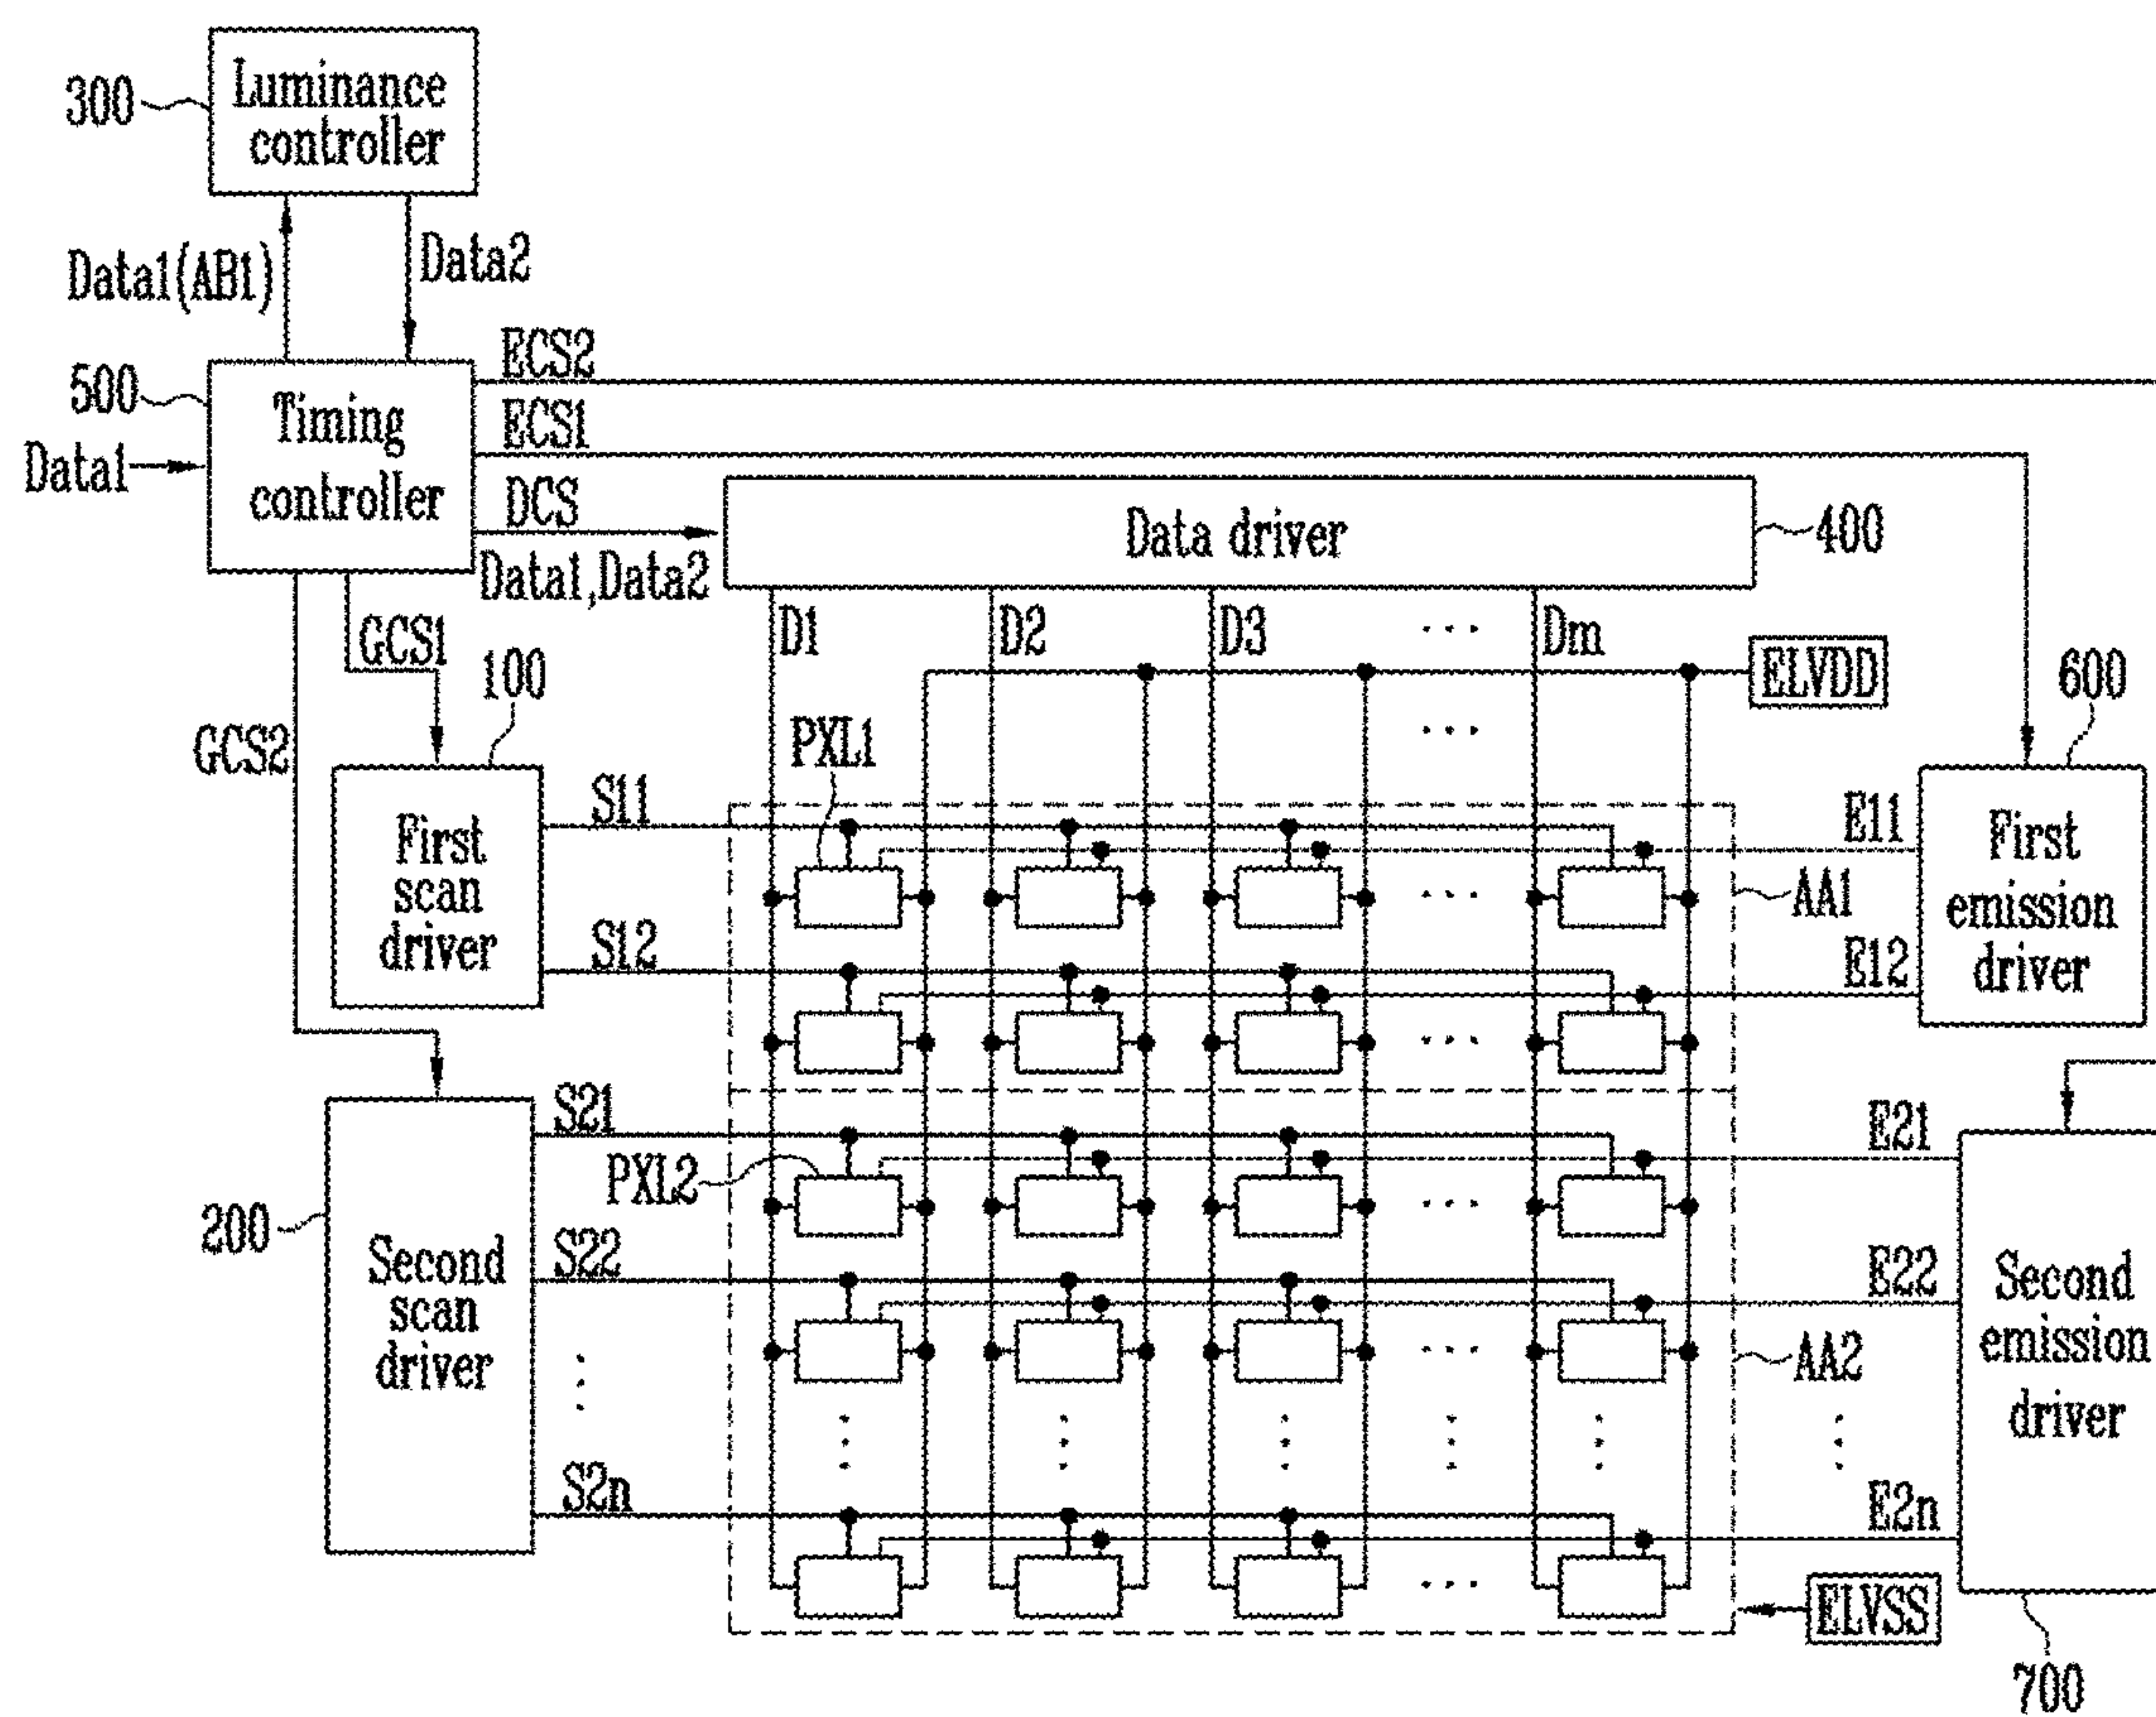 Luminance
controller
300
Data1(AB1)
Data2
500
Timing
controller
Data1
ECS2
ECS1
DCS
Data1,Data2
Data driver
400
D1
D2
D3
Dm
ELVDD
GCS1
100
GCS2
First
scan
driver
PXL1
600
S11
E11
First
emission
driver
AA1
S12
E12
S21
E21
PXL2
200
Second
scan
driver
S22
E22
Second
emission
driver
AA2
S2n
E2n
ELVSS
700